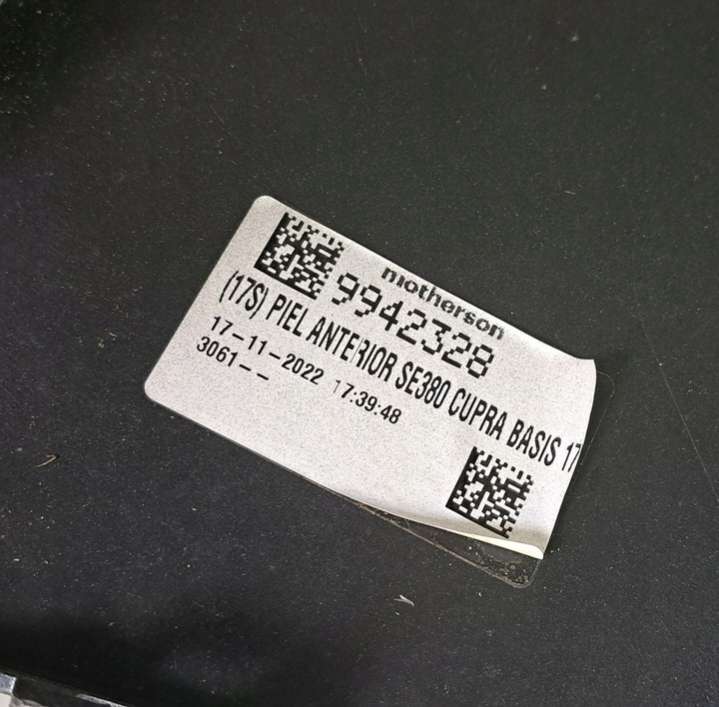 motherson
9942328
(17S) PIEL ANTERIOR SE380 CUPRA BASIS 17
17-11-2022 17:39:48
3061--